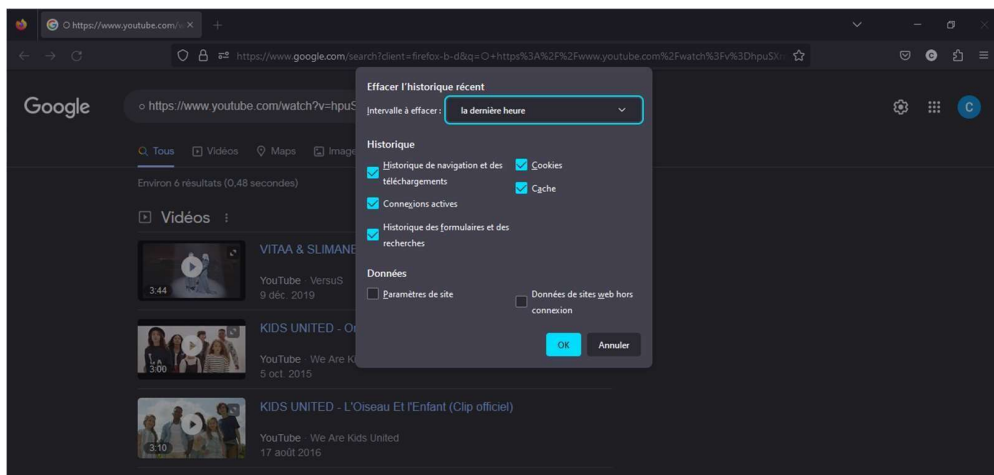 O https://www.youtube.com/w
https://www.google.com/search?client=firefox-b-d&q=O+https%3A%2F%2Fwww.youtube.com%2Fwatch%3Fv%3DhpuSXr
Google
o https://www.youtube.com/watch?v=hpuS
C
Tous
Vidéos
Maps
Image
Environ 6 résultats (0,48 secondes)
Vidéos
VITAA & SLIMANE
YouTube · VersuS
9 déc. 2019
3:44
KIDS UNITED - O
YouTube · We Are K
5 oct. 2015
3:00
KIDS UNITED - L'Oiseau Et l'Enfant (Clip officiel)
YouTube · We Are Kids United
17 août 2016
3:10
Effacer l'historique récent
Intervalle à effacer : la dernière heure
Historique
Historique de navigation et des
téléchargements
Cookies
Cache
Connexions actives
Historique des formulaires et des
recherches
Données
Paramètres de site
Données de sites web hors
connexion
OK Annuler